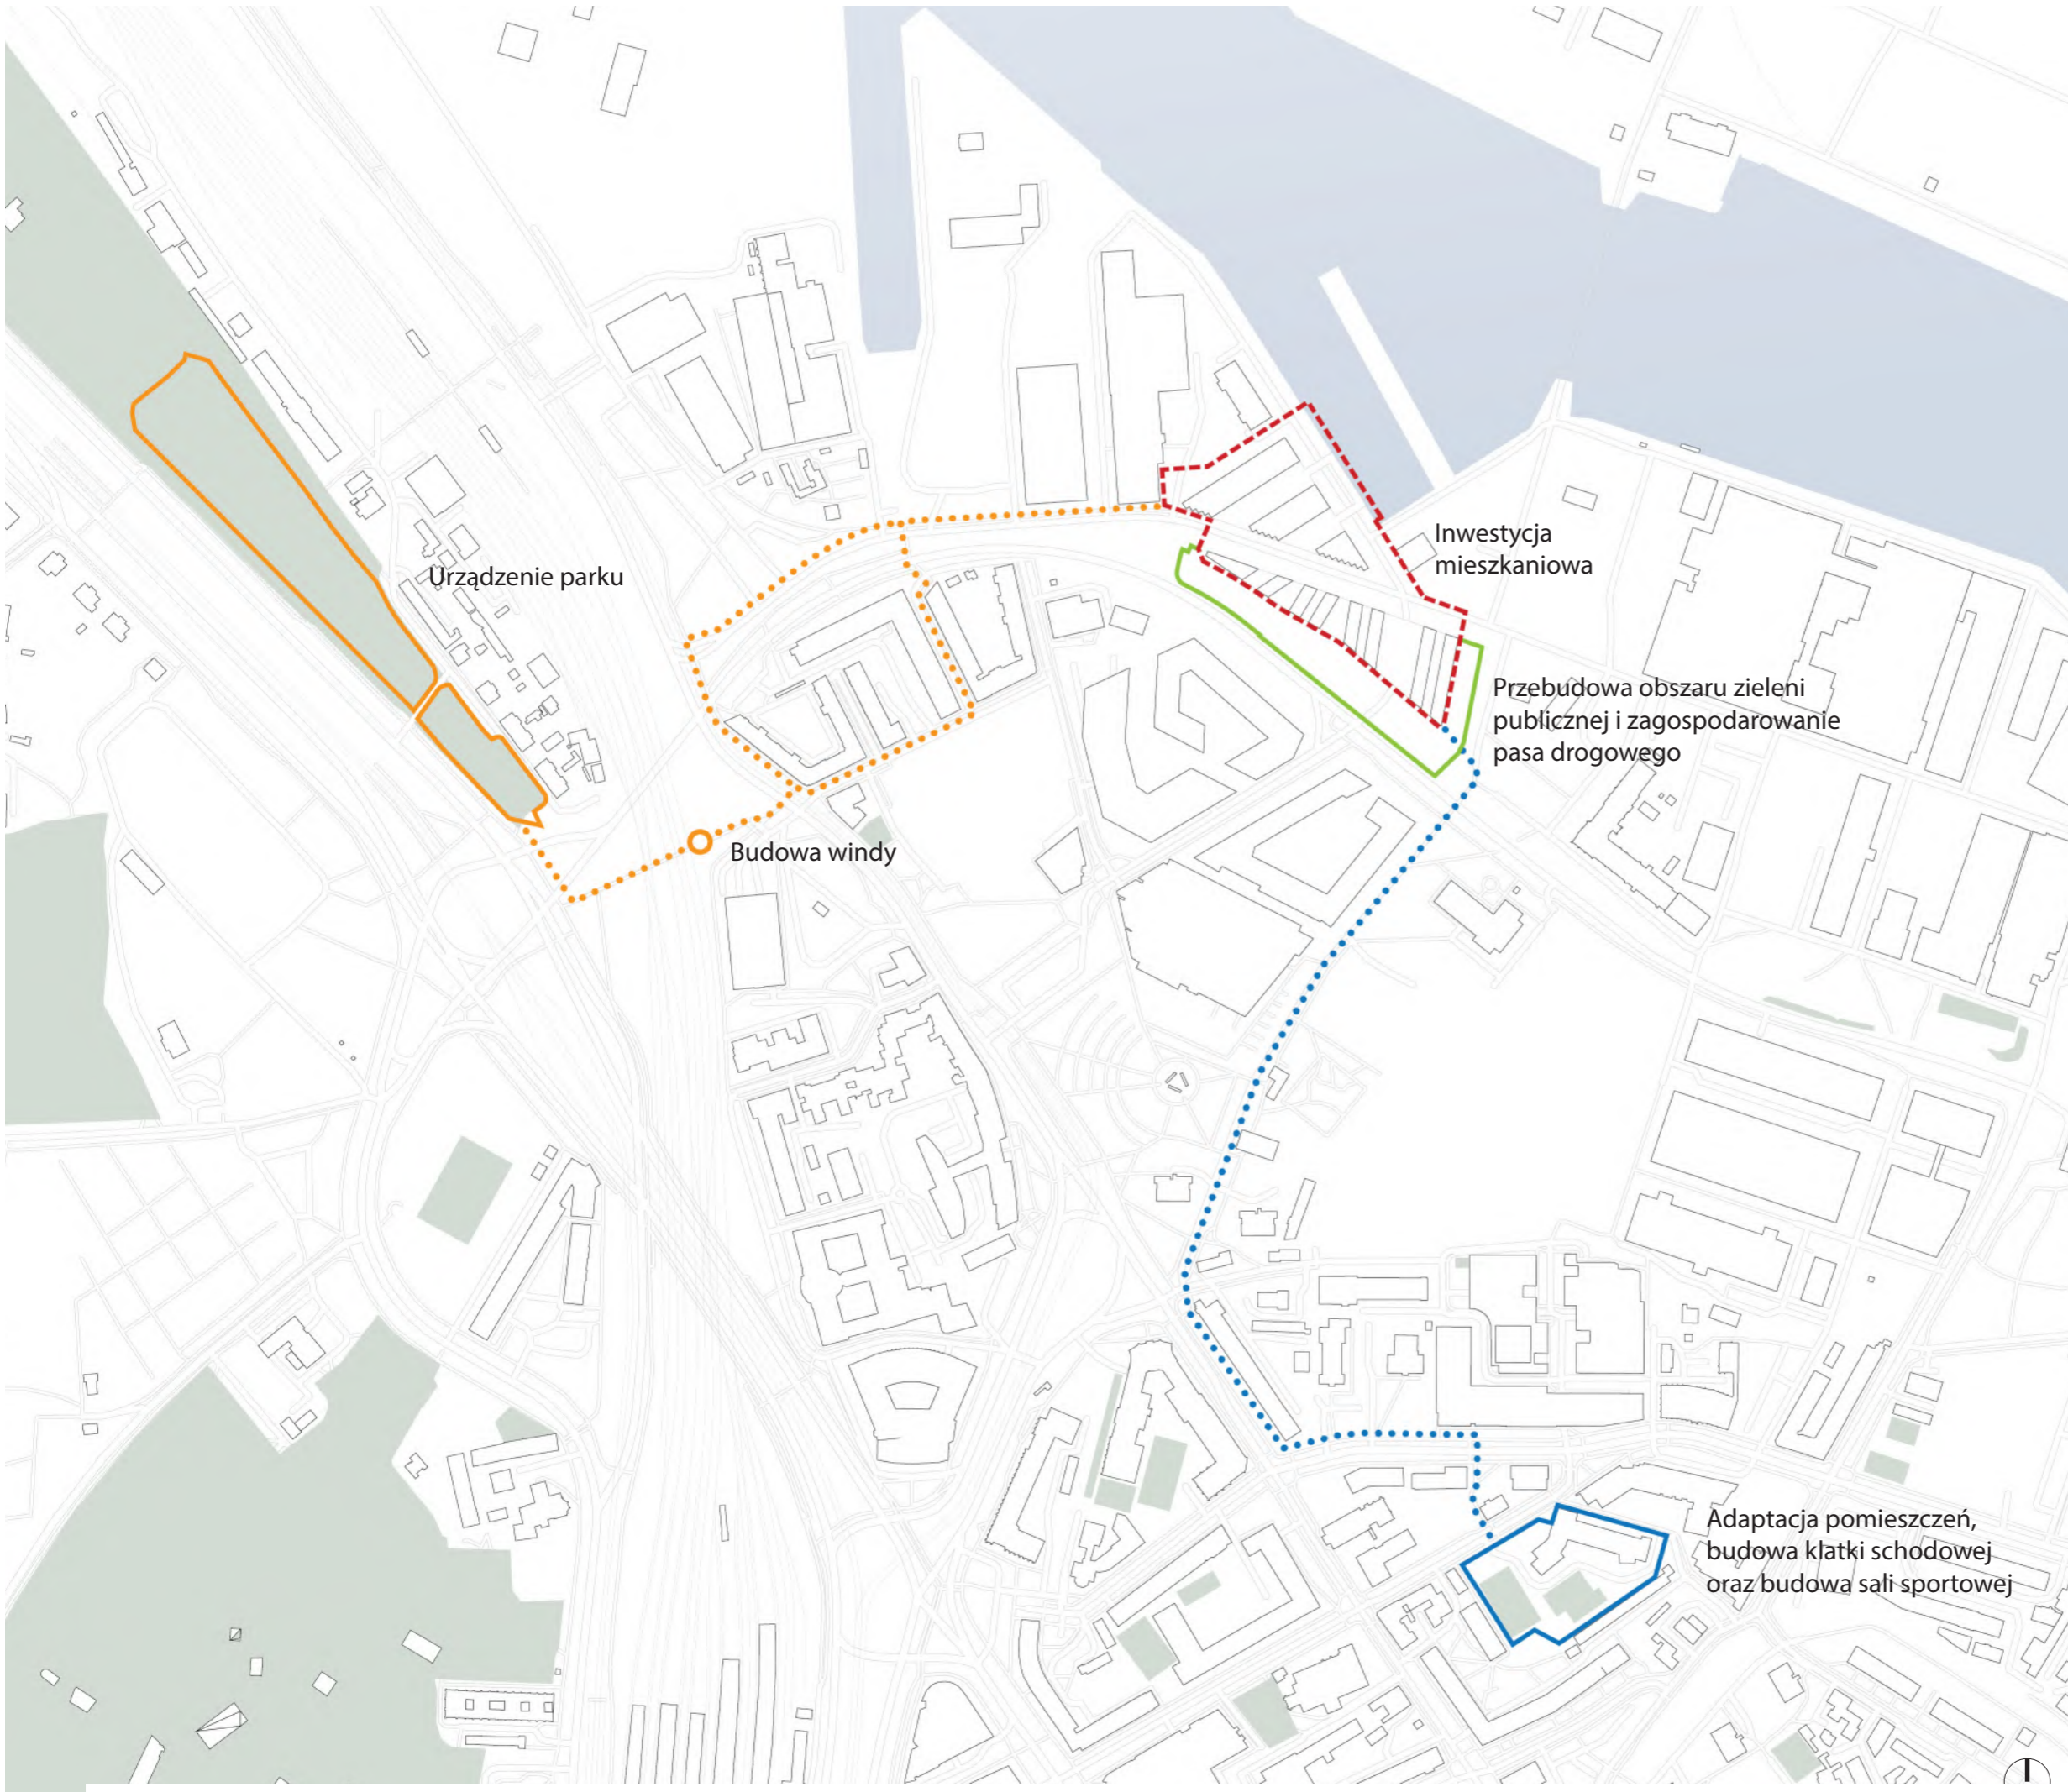 Inwestycja
mieszkaniowa
Urządzenie parku
Przebudowa obszaru zieleni
publicznej i zagospodarowanie
pasa drogowego
Budowa windy
Adaptacja pomieszczeń,
budowa klatki schodowej
oraz budowa sali sportowej